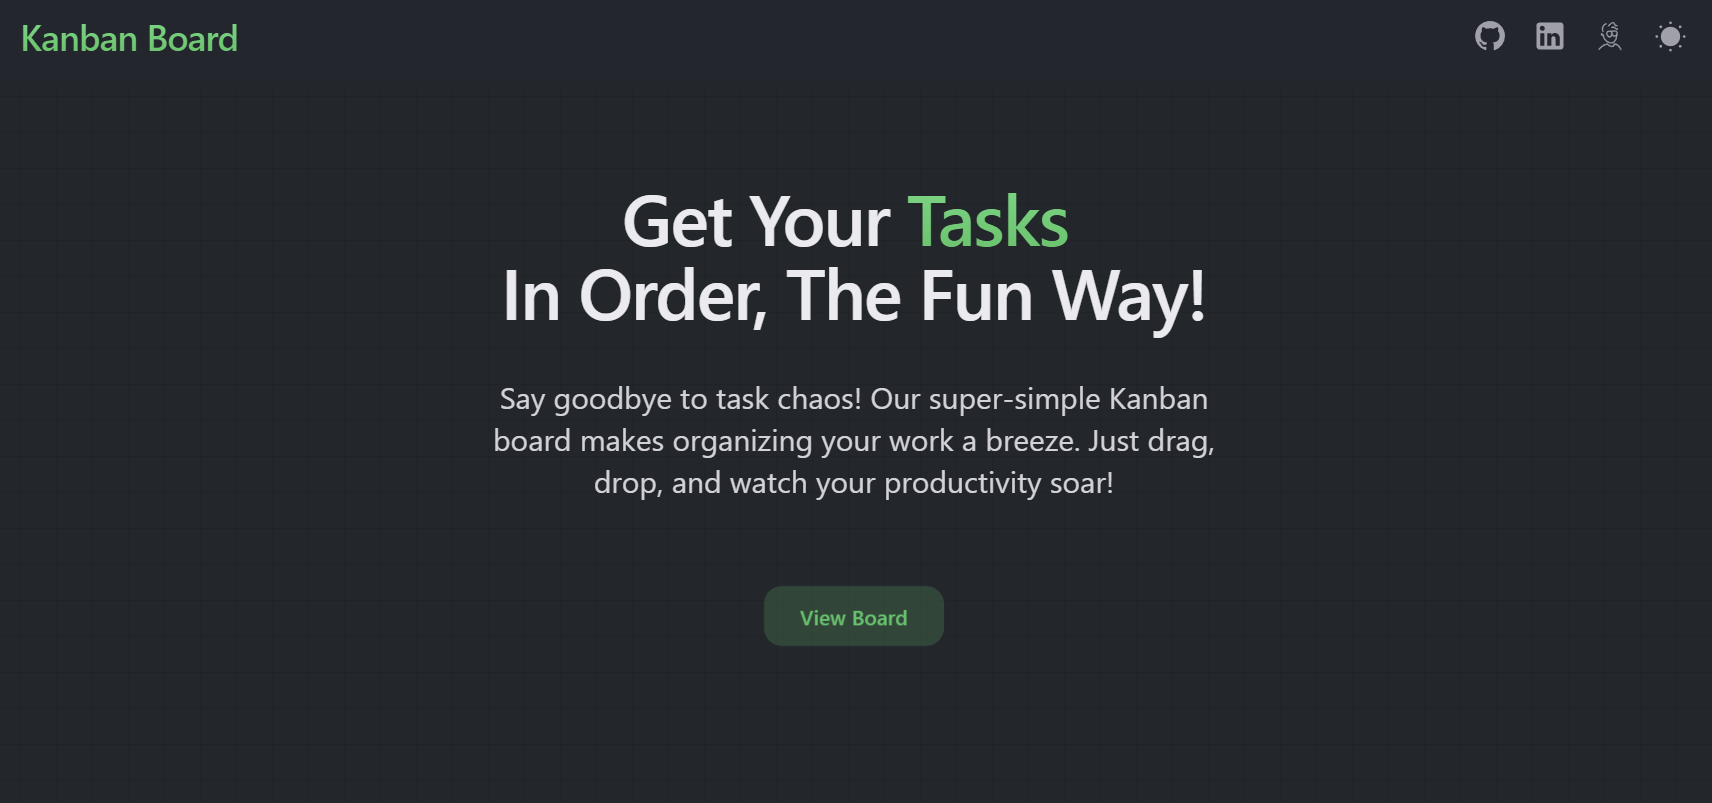 Kanban Board
Get Your Tasks
In Order, The Fun Way!
Say goodbye to task chaos! Our super-simple Kanban
board makes organizing your work a breeze. Just drag,
drop, and watch your productivity soar!
View Board